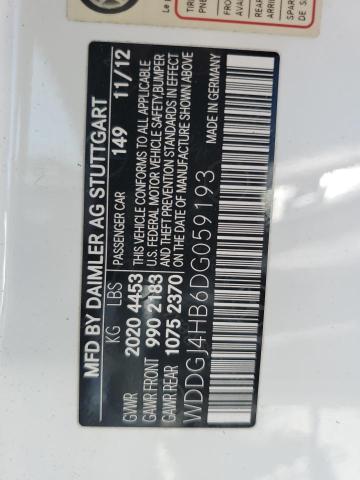 MFD BY DAIMLER AG STUTTGART
KG LBS PASSENGER CAR 149 11/12
GVWR 2020 4453 THIS VEHICLE CONFORMS TO ALL APPLICABLE
GAWR FRONT 990 2183 U.S. FEDERAL MOTOR VEHICLE SAFETY, BUMPER
GAWR REAR 1075 2370 AND THEFT PREVENTION STANDARDS IN EFFECT
ON THE DATE OF MANUFACTURE SHOWN ABOVE
WDDGJ4HB6DG059193 MADE IN GERMANY